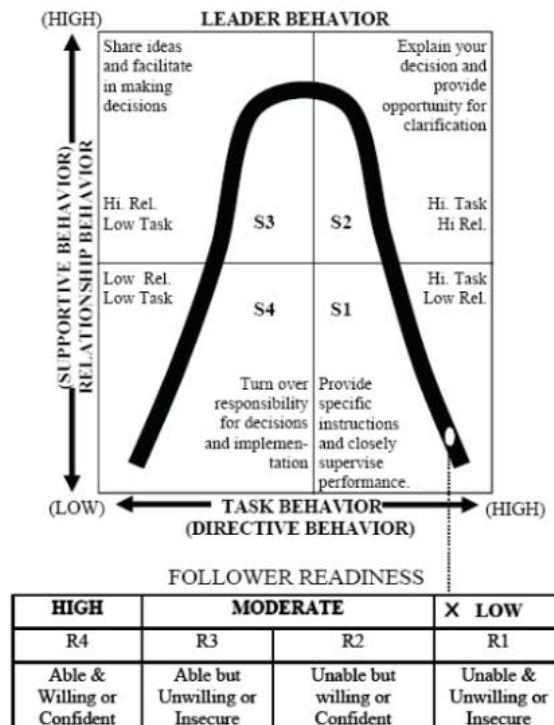 (HIGH)
LEADER BEHAVIOR
Share ideas
and facilitate
in making
decisions
Explain your
decision and
provide
opportunity for
clarification
(SUPPORTIVE BEHAVIOR)
RELATIONSHIP BEHAVIOR
Hi. Rel.
Low Task
S3
S2
Hi. Task
Hi Rel.
Low Rel.
Low Task
S4
S1
Hi. Task
Low Rel.
Turn over
responsibility
for decisions
and implemen-
tation
Provide
specific
instructions
and closely
supervise
performance.
(LOW)
TASK BEHAVIOR
(DIRECTIVE BEHAVIOR)
(HIGH)
FOLLOWER READINESS
HIGH MODERATE X LOW
R4 R3 R2 R1
Able &
Willing or
Confident
Able but
Unwilling or
Insecure
Unable but
willing or
Confident
Unable &
Unwilling or
Insecure